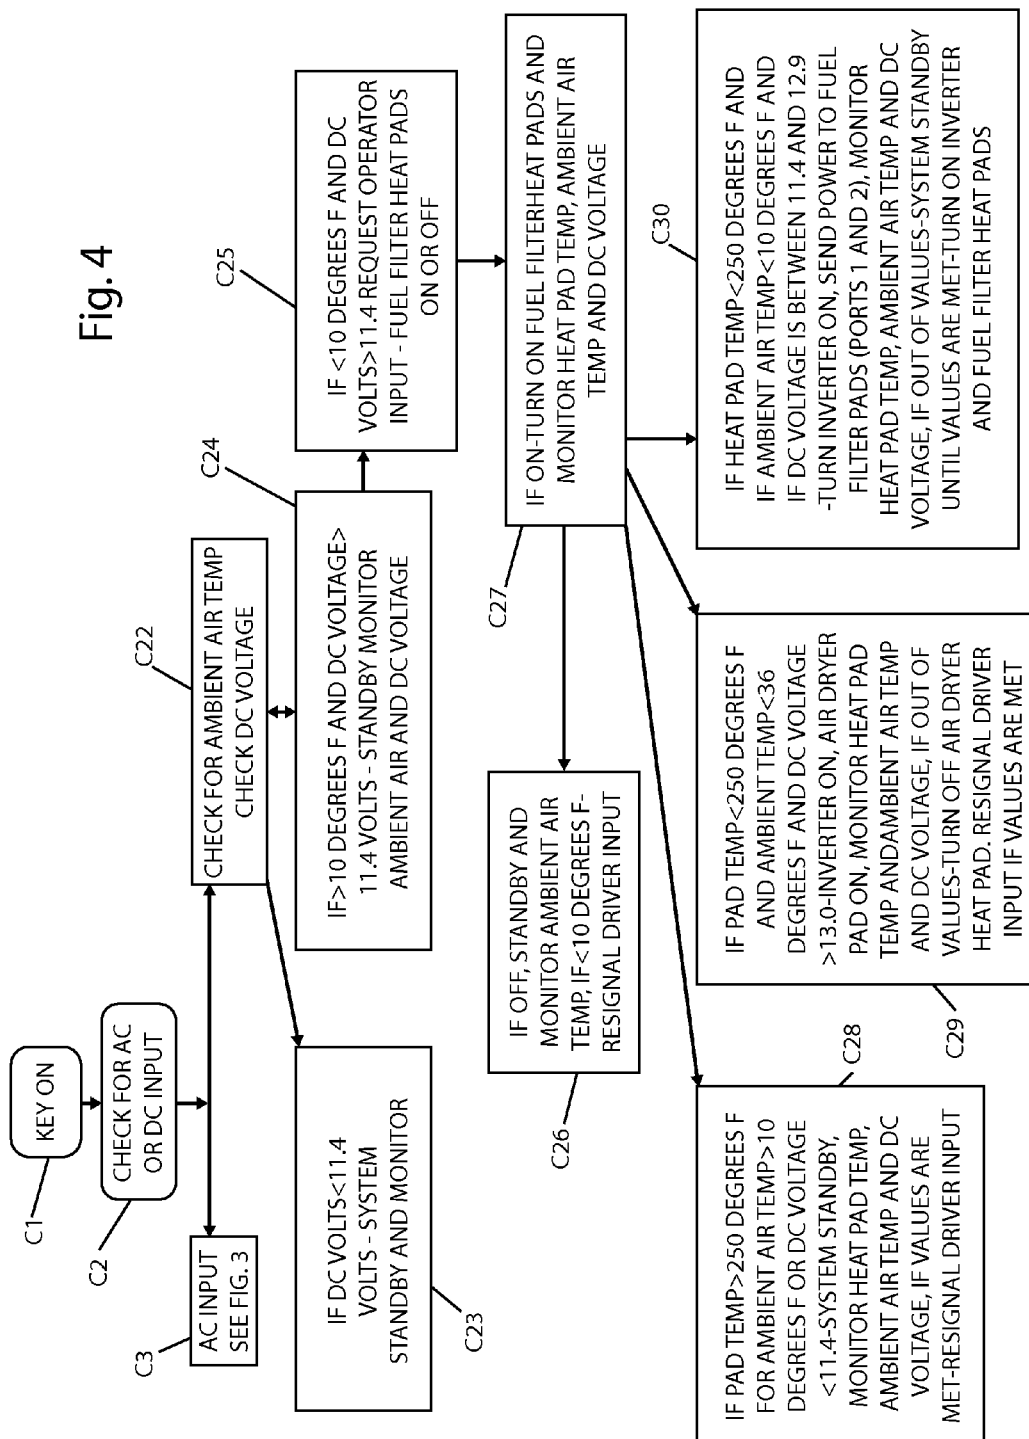 Fig. 4
C1
KEY ON
C2
CHECK FOR AC
OR DC INPUT
C3
AC INPUT
SEE FIG. 3
C22
CHECK FOR AMBIENT AIR TEMP
CHECK DC VOLTAGE
C23
IF DC VOLTS<11.4
VOLTS - SYSTEM
STANDBY AND MONITOR
C24
IF>10 DEGREES F AND DC VOLTAGE>
11.4 VOLTS - STANDBY MONITOR
AMBIENT AIR AND DC VOLTAGE
C25
IF <10 DEGREES F AND DC
VOLTS>11.4 REQUEST OPERATOR
INPUT - FUEL FILTER HEAT PADS
ON OR OFF
C26
IF OFF, STANDBY AND
MONITOR AMBIENT AIR
TEMP, IF<10 DEGREES F-
RESIGNAL DRIVER INPUT
C27
IF ON-TURN ON FUEL FILTERHEAT PADS AND
MONITOR HEAT PAD TEMP, AMBIENT AIR
TEMP AND DC VOLTAGE
C28
IF PAD TEMP>250 DEGREES F
FOR AMBIENT AIR TEMP>10
DEGREES F OR DC VOLTAGE
<11.4-SYSTEM STANDBY,
MONITOR HEAT PAD TEMP,
AMBIENT AIR TEMP AND DC
VOLTAGE, IF VALUES ARE
MET-RESIGNAL DRIVER INPUT
C29
IF PAD TEMP<250 DEGREES F
AND AMBIENT TEMP<36
DEGREES F AND DC VOLTAGE
>13.0-INVERTER ON, AIR DRYER
PAD ON, MONITOR HEAT PAD
TEMP ANDAMBIENT AIR TEMP
AND DC VOLTAGE, IF OUT OF
VALUES-TURN OFF AIR DRYER
HEAT PAD. RESIGNAL DRIVER
INPUT IF VALUES ARE MET
C30
IF HEAT PAD TEMP<250 DEGREES F AND
IF AMBIENT AIR TEMP<10 DEGREES F AND
IF DC VOLTAGE IS BETWEEN 11.4 AND 12.9
-TURN INVERTER ON, SEND POWER TO FUEL
FILTER PADS (PORTS 1 AND 2), MONITOR
HEAT PAD TEMP, AMBIENT AIR TEMP AND DC
VOLTAGE, IF OUT OF VALUES-SYSTEM STANDBY
UNTIL VALUES ARE MET-TURN ON INVERTER
AND FUEL FILTER HEAT PADS